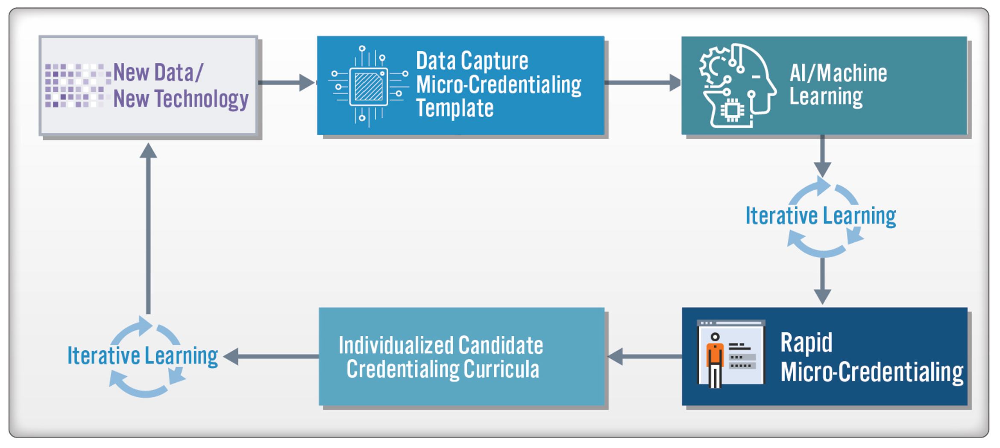 New Data/
New Technology
Data Capture
Micro-Credentialing
Template
AI/Machine
Learning
Iterative Learning
Rapid
Micro-Credentialing
Individualized Candidate
Credentialing Curricula
Iterative Learning